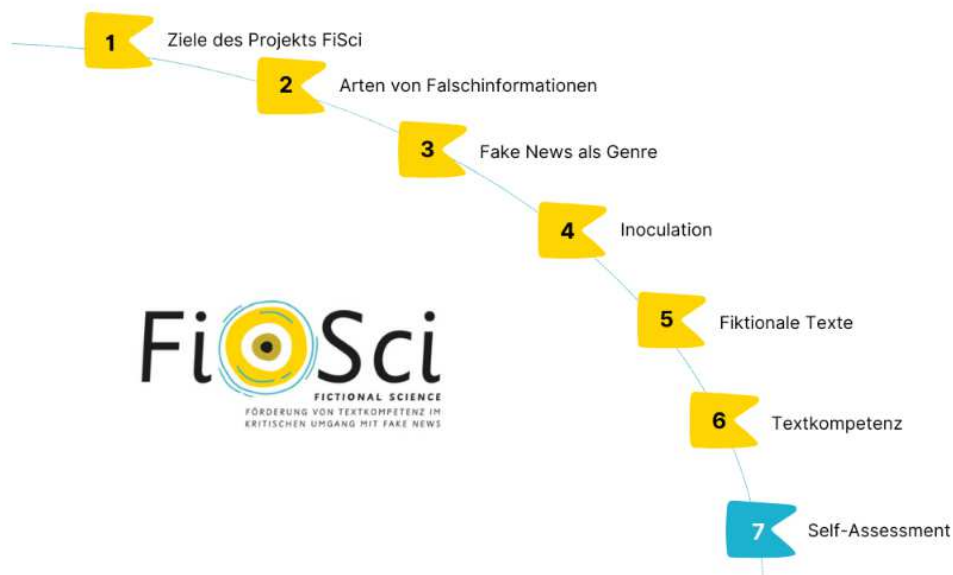 1 Ziele des Projekts FiSci
2 Arten von Falschinformationen
3 Fake News als Genre
4 Inoculation
5 Fiktionale Texte
FiSci
FICTIONAL SCIENCE
FÖRDERUNG VON TEXTKOMPETENZ IM
KRITISCHEN UMGANG MIT FAKE NEWS
6 Textkompetenz
7 Self-Assessment